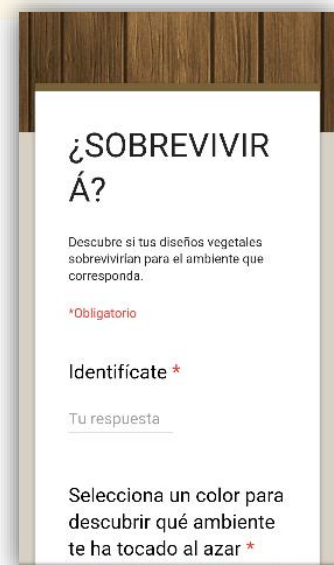 ¿SOBREVIVIR
Á?
Descubre si tus diseños vegetales
sobrevivirían para el ambiente que
corresponda.
*Obligatorio
Identifícate *
Tu respuesta
Selecciona un color para
descubrir qué ambiente
te ha tocado al azar *